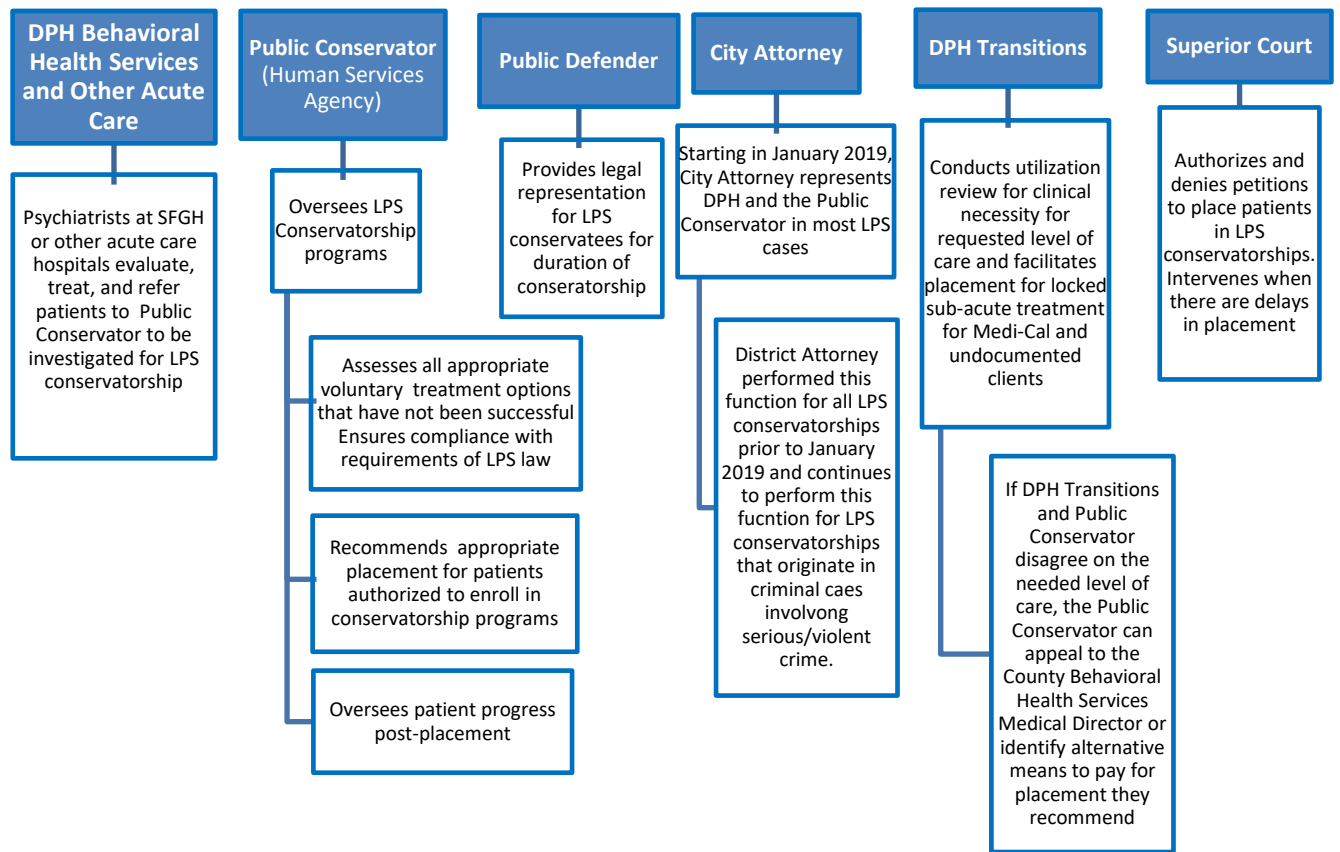 DPH Behavioral
Health Services
and Other Acute
Care
Psychiatrists at SFGH
or other acute care
hospitals evaluate,
treat, and refer
patients to Public
Conservator to be
investigated for LPS
conservatorship
Public Conservator
(Human Services
Agency)
Oversees LPS
Conservatorship
programs
Assesses all appropriate
voluntary treatment options
that have not been successful
Ensures compliance with
requirements of LPS law
Recommends appropriate
placement for patients
authorized to enroll in
conservatorship programs
Oversees patient progress
post-placement
Public Defender
Provides legal
representation
for LPS
conservatees for
duration of
conseratorship
City Attorney
Starting in January 2019,
City Attorney represents
DPH and the Public
Conservator in most LPS
cases
District Attorney
performed this
function for all LPS
conservatorships
prior to January
2019 and continues
to perform this
fucntion for LPS
conservatorships
that originate in
criminal caes
involvong
serious/violent
crime.
DPH Transitions
Conducts utilization
review for clinical
necessity for
requested level of
care and facilitates
placement for locked
sub-acute treatment
for Medi-Cal and
undocumented
clients
If DPH Transitions
and Public
Conservator
disagree on the
needed level of
care, the Public
Conservator can
appeal to the
County Behavioral
Health Services
Medical Director or
identify alternative
means to pay for
placement they
recommend
Superior Court
Authorizes and
denies petitions
to place patients
in LPS
conservatorships.
Intervenes when
there are delays
in placement